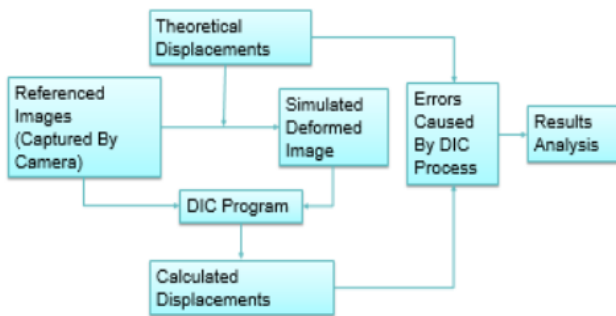 Theoretical
Displacements
Referenced
Images
(Captured By
Camera)
Simulated
Deformed
Image
Errors
Caused
By DIC
Process
Results
Analysis
DIC Program
Calculated
Displacements